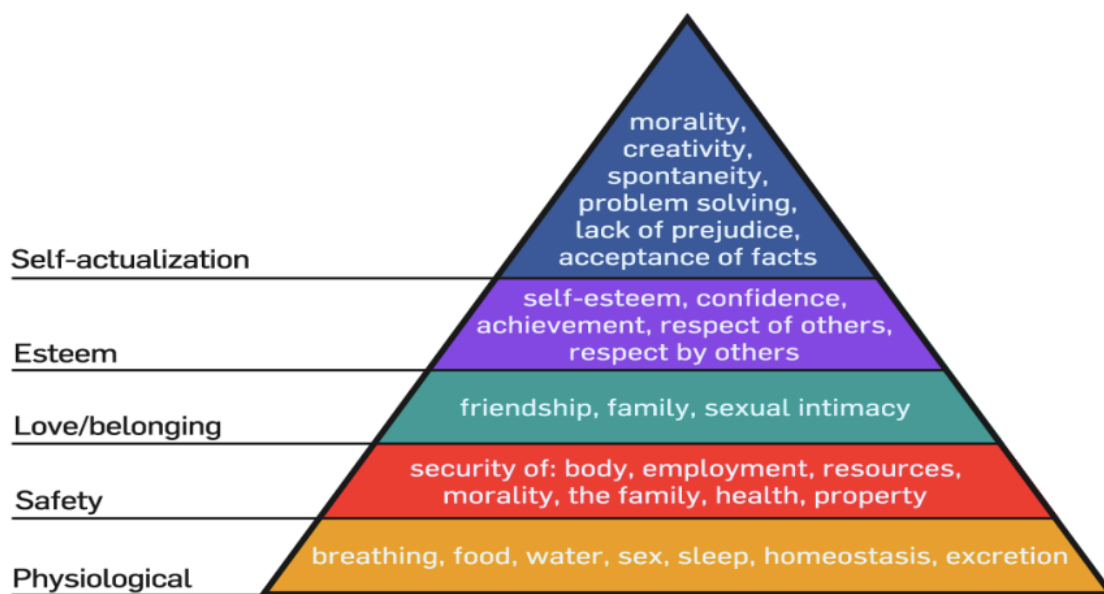 morality,
creativity,
spontaneity,
problem solving,
lack of prejudice,
acceptance of facts
Self-actualization
self-esteem, confidence,
achievement, respect of others,
respect by others
Esteem
friendship, family, sexual intimacy
Love/belonging
security of: body, employment, resources,
morality, the family, health, property
Safety
breathing, food, water, sex, sleep, homeostasis, excretion
Physiological